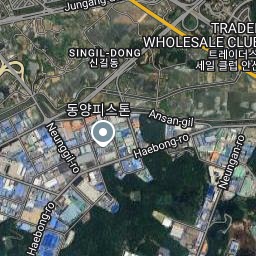 Jungang-
TRADER
WHOLESALE CLUB
트레이더스
세일 클럽 안산
SINGIL-DONG
신길동
동양피스톤
Ansan-gil
Neunggil-ro
Haebong-ro
Neungan-ro
Haebong-ro